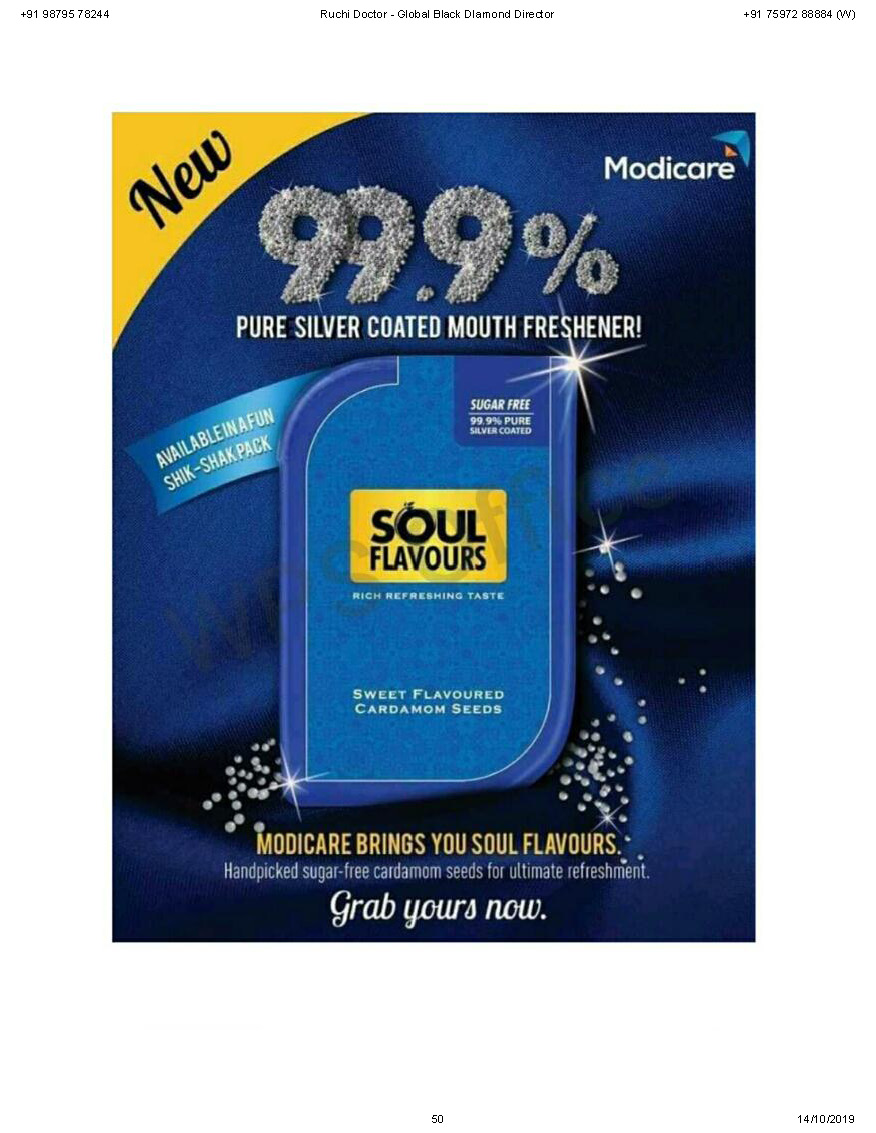 +91 98795 78244 Ruchi Doctor - Global Black DIamond Director +91 75972 88884 (W)
New
Modicare
99.9%
PURE SILVER COATED MOUTH FRESHENER!
SUGAR FREE
99.9% PURE
SILVER COATED
AVAILABLE IN A FUN
SHIK-SHAK PACK
SOUL
FLAVOURS
RICH REFRESHING TASTE
WPS Office
SWEET FLAVOURED
CARDAMOM SEEDS
MODICARE BRINGS YOU SOUL FLAVOURS.
Handpicked sugar-free cardamom seeds for ultimate refreshment.
Grab yours now.
50 14/10/2019